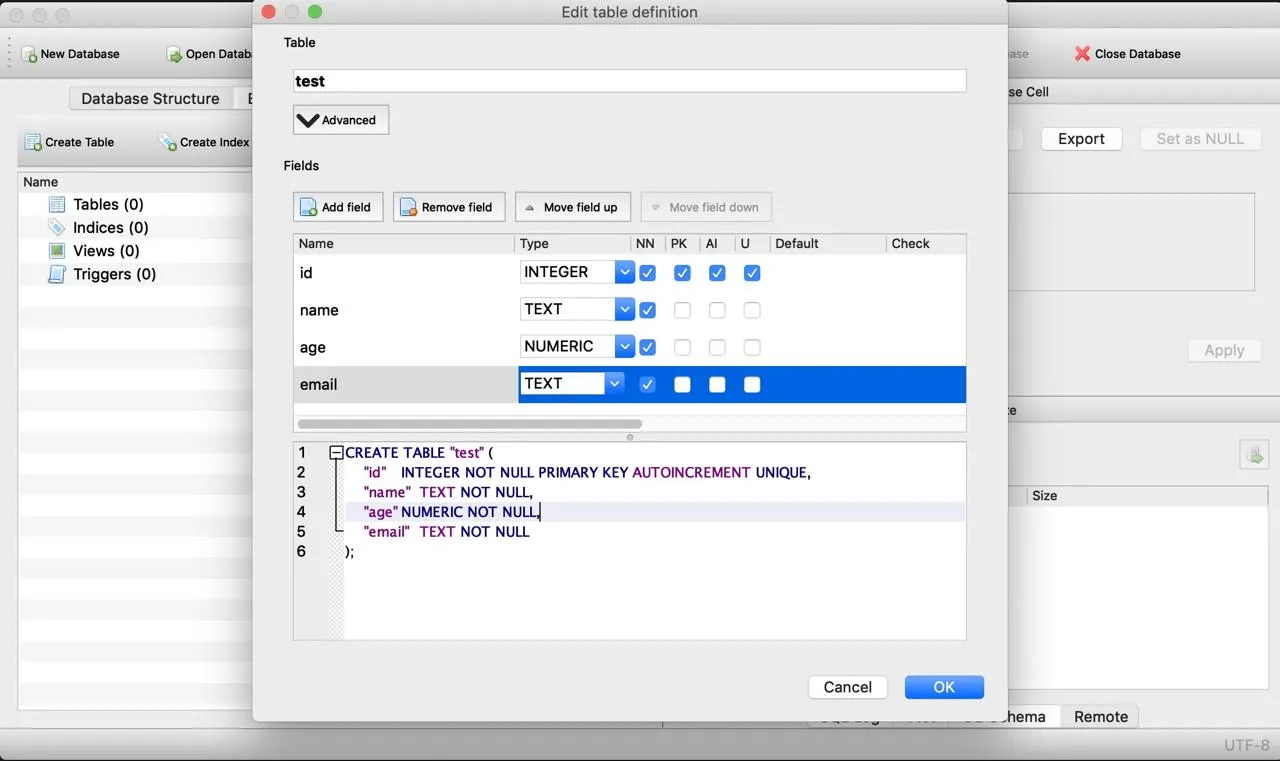 Edit table definition
New Database
Open Datab
Close Database
Database Structure
se Cell
Create Table
Create Index
Export
Set as NULL
Name
Tables (0)
Indices (0)
Views (0)
Triggers (0)
Apply
Size
Remote
UTF-8
Table
test
Advanced
Fields
Add field
Remove field
Move field up
Move field down
Name Type NN PK AI U Default Check
id INTEGER
name TEXT
age NUMERIC
email TEXT
1 CREATE TABLE "test" (
2 "id" INTEGER NOT NULL PRIMARY KEY AUTOINCREMENT UNIQUE,
3 "name" TEXT NOT NULL,
4 "age" NUMERIC NOT NULL,
5 "email" TEXT NOT NULL
6 );
Cancel
OK